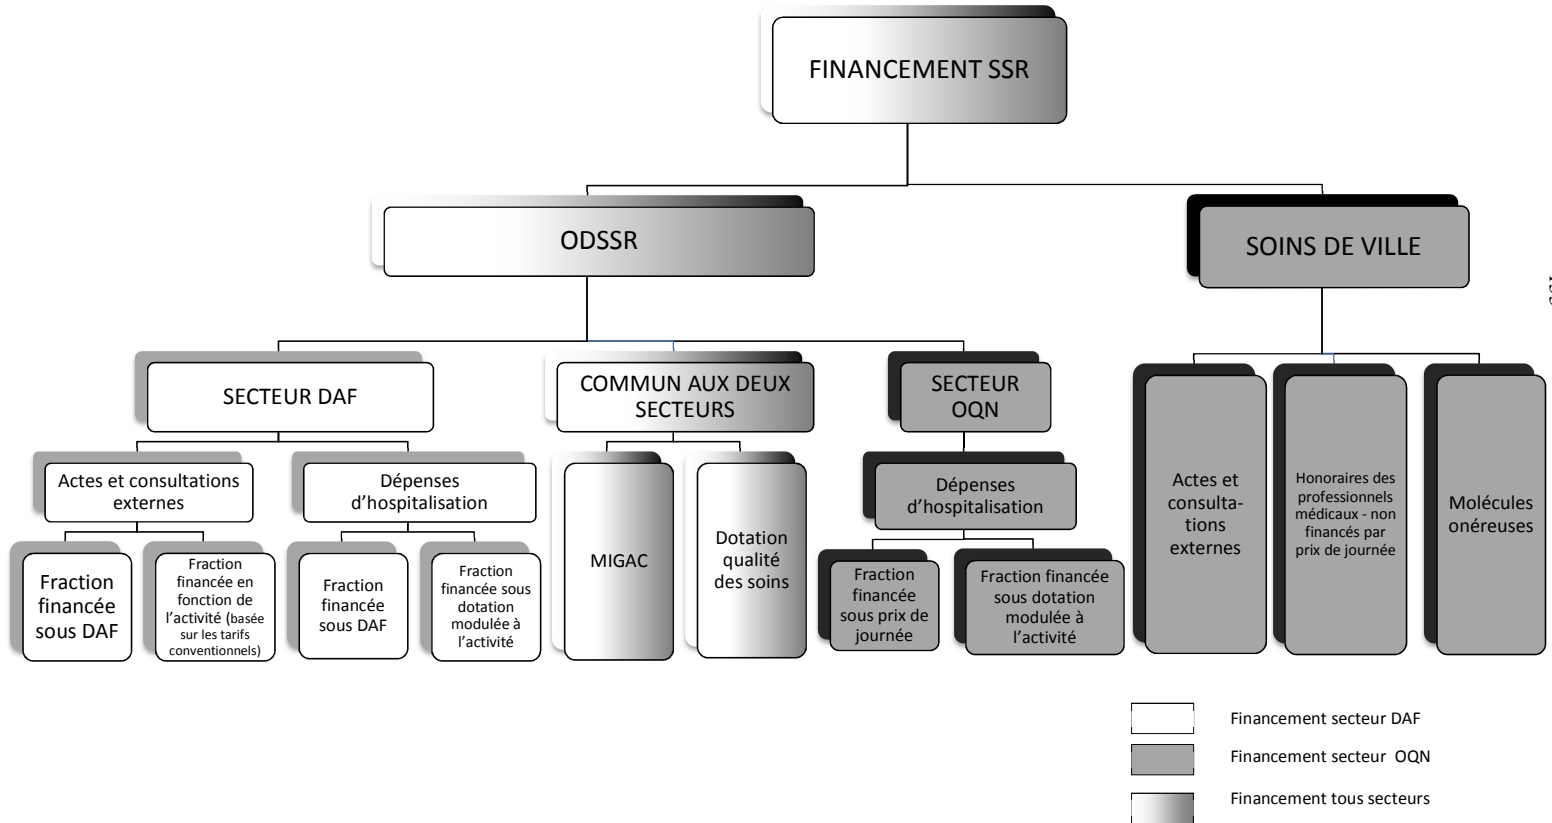 FINANCEMENT SSR
ODSSR
SOINS DE VILLE
SECTEUR DAF
COMMUN AUX DEUX
SECTEURS
SECTEUR
OQN
Actes et consultations
externes
Dépenses
d’hospitalisation
Fraction
financée
sous DAF
Fraction
financée en
fonction de
l’activité (basée
sur les tarifs
conventionnels)
Fraction
financée
sous DAF
Fraction
financée sous
dotation
modulée à
l’activité
MIGAC
Dotation
qualité
des soins
Dépenses
d’hospitalisation
Fraction
financée
sous prix de
journée
Fraction financée
sous dotation
modulée à
l’activité
Actes et
consulta-
tions
externes
Honoraires des
professionnels
médicaux - non
financés par
prix de journée
Molécules
onéreuses
Financement secteur DAF
Financement secteur OQN
Financement tous secteurs